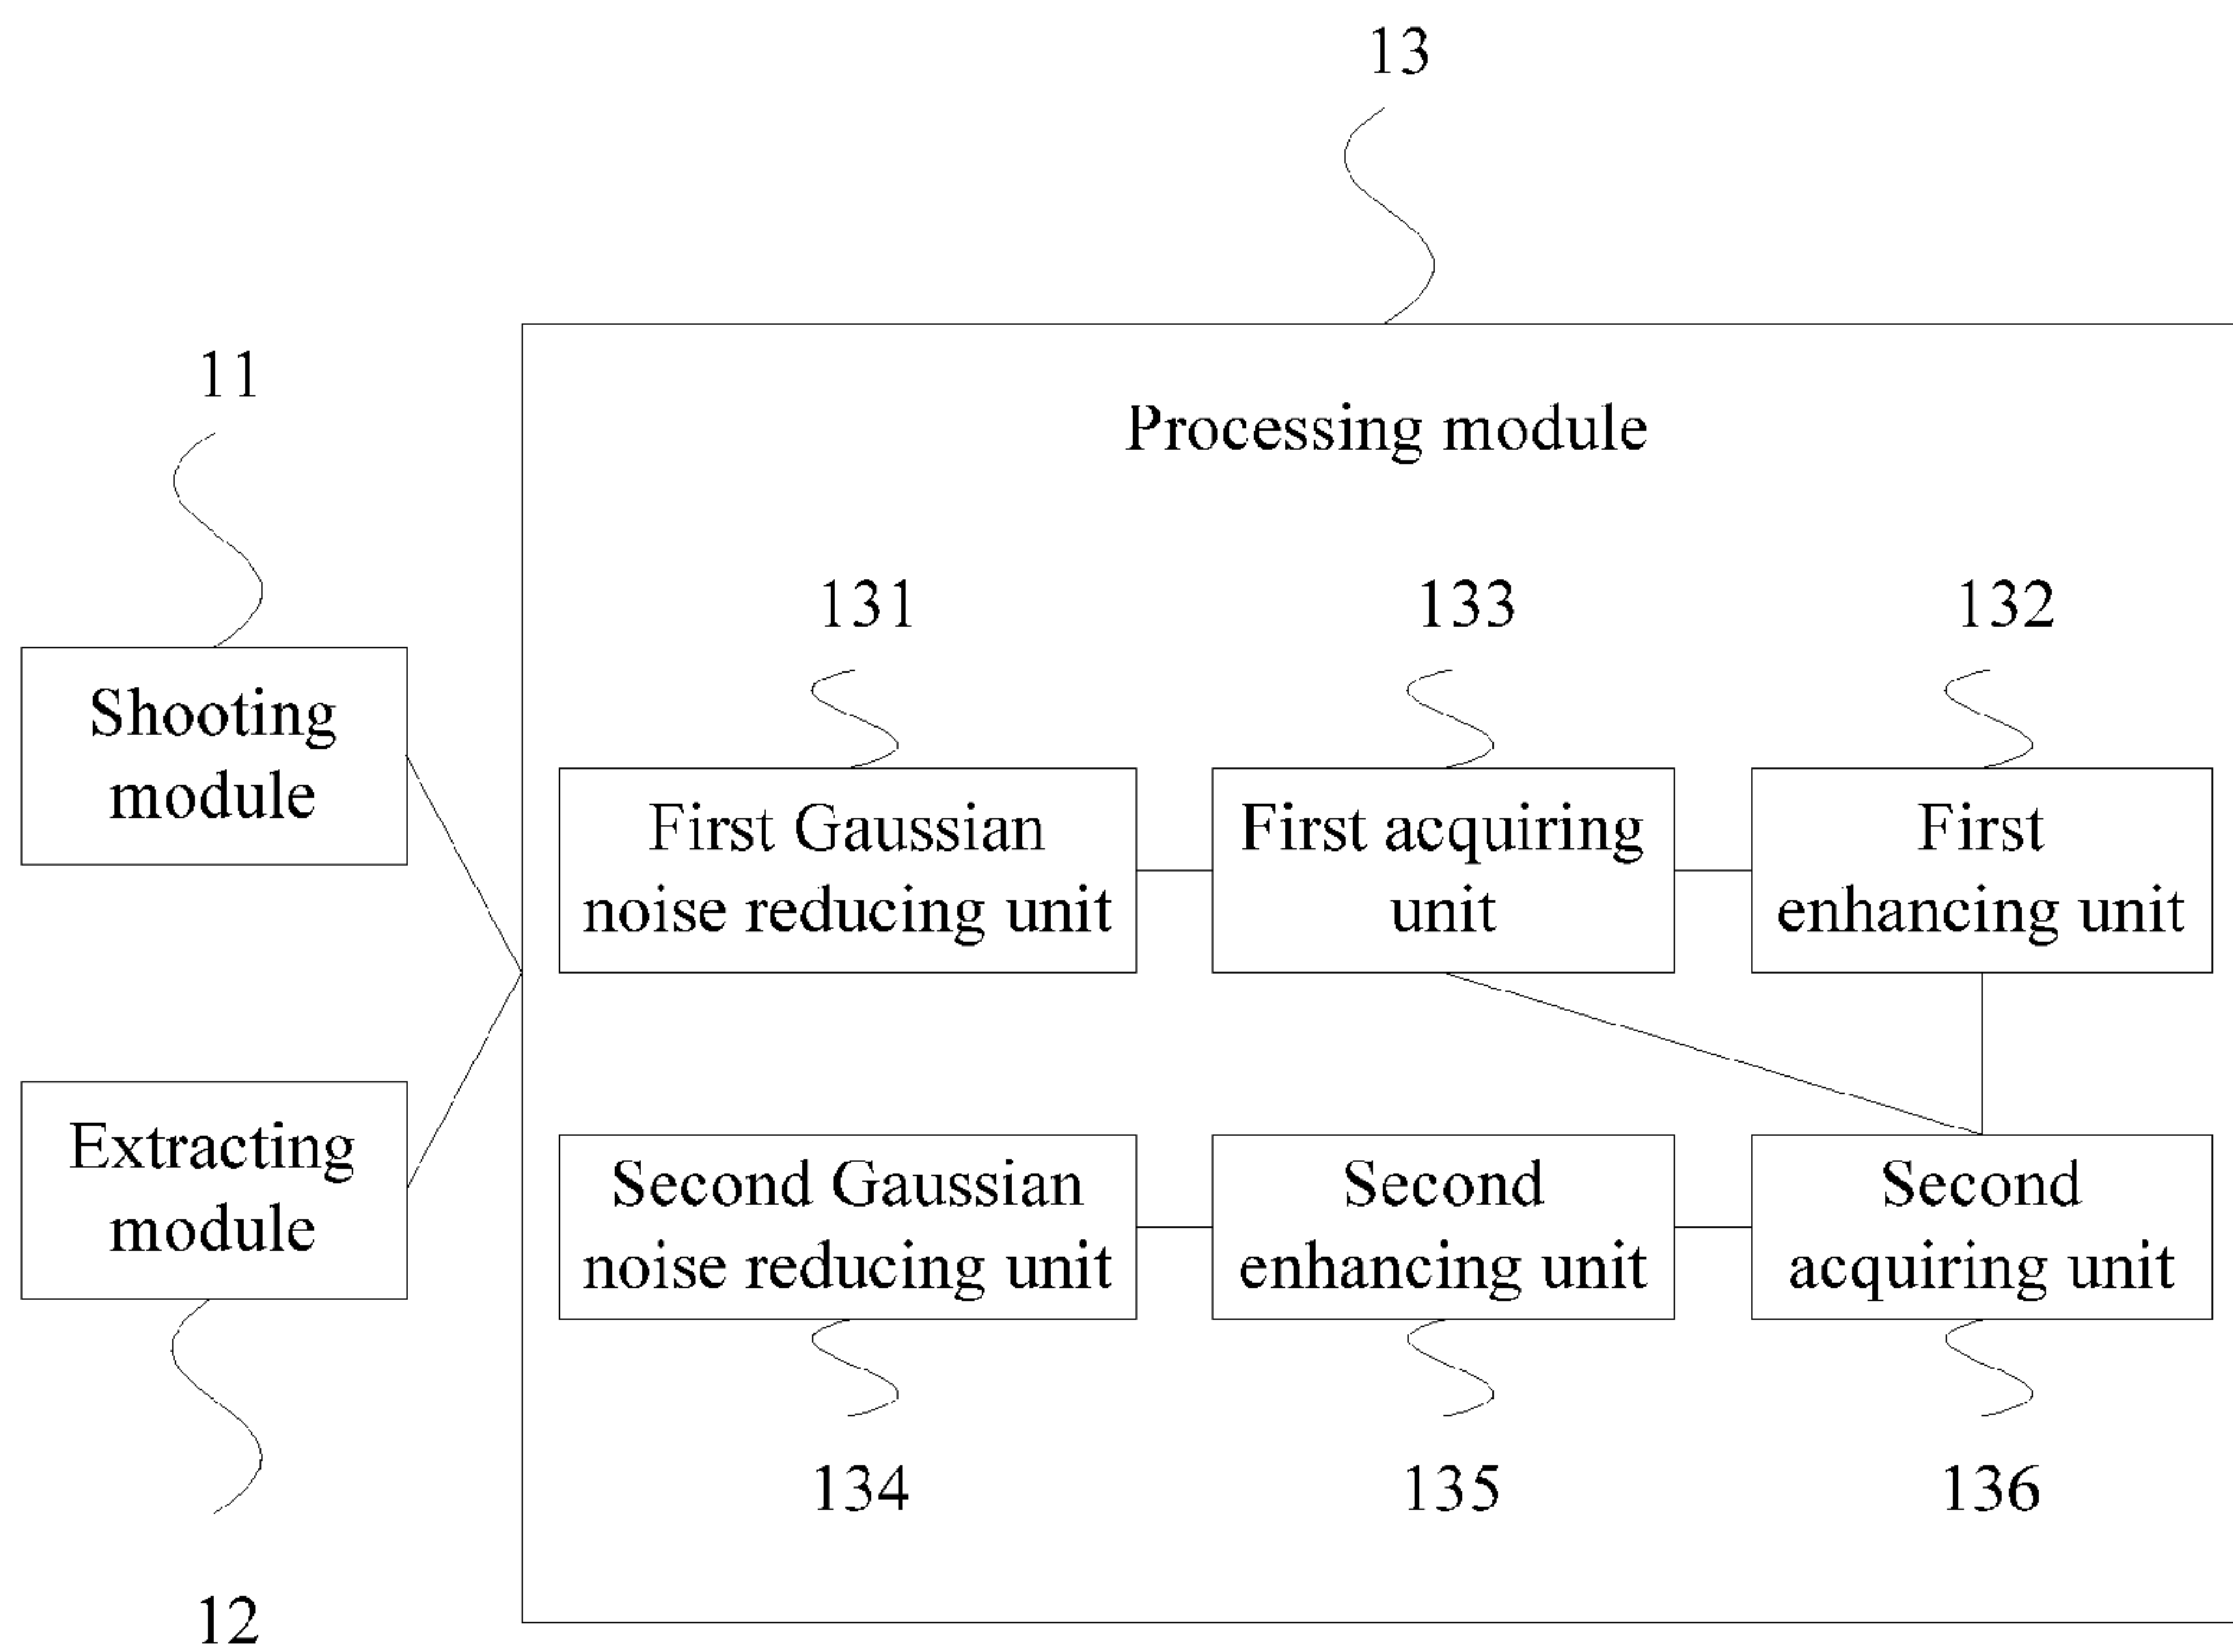 13
11
Processing module
131
133
132
Shooting
module
First Gaussian
noise reducing unit
First acquiring
unit
First
enhancing unit
Extracting
module
Second Gaussian
noise reducing unit
Second
enhancing unit
Second
acquiring unit
134
135
136
12